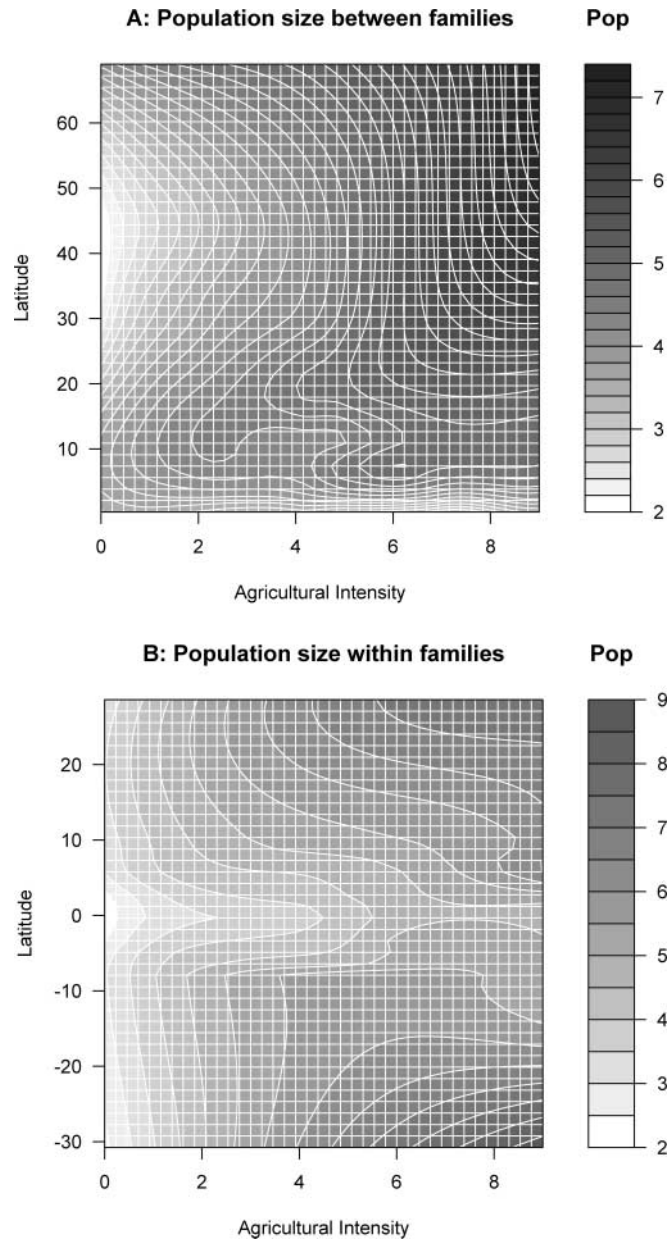 A: Population size between families
Pop
60
50
40
30
20
10
Latitude
0 2 4 6 8
Agricultural Intensity
7
6
5
4
3
2
B: Population size within families
Pop
20
10
0
-10
-20
-30
Latitude
0 2 4 6 8
Agricultural Intensity
9
8
7
6
5
4
3
2